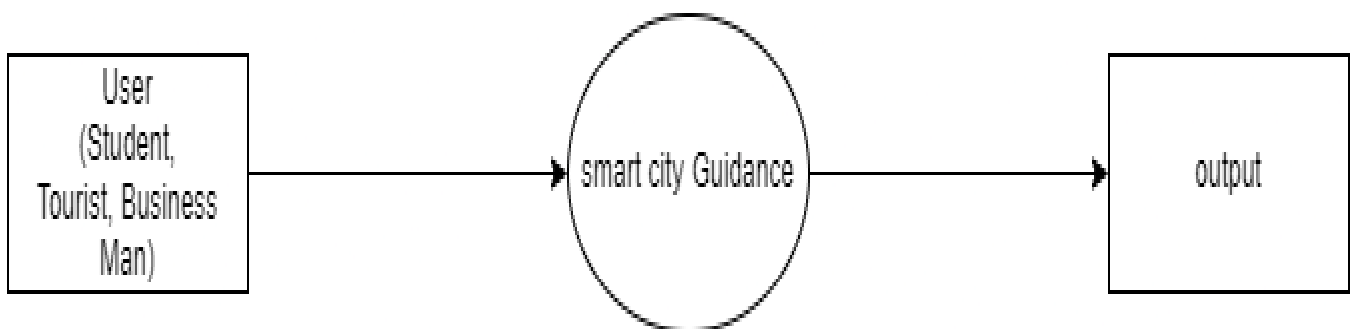 User
(Student,
Tourist, Business
Man)
smart city Guidance
output